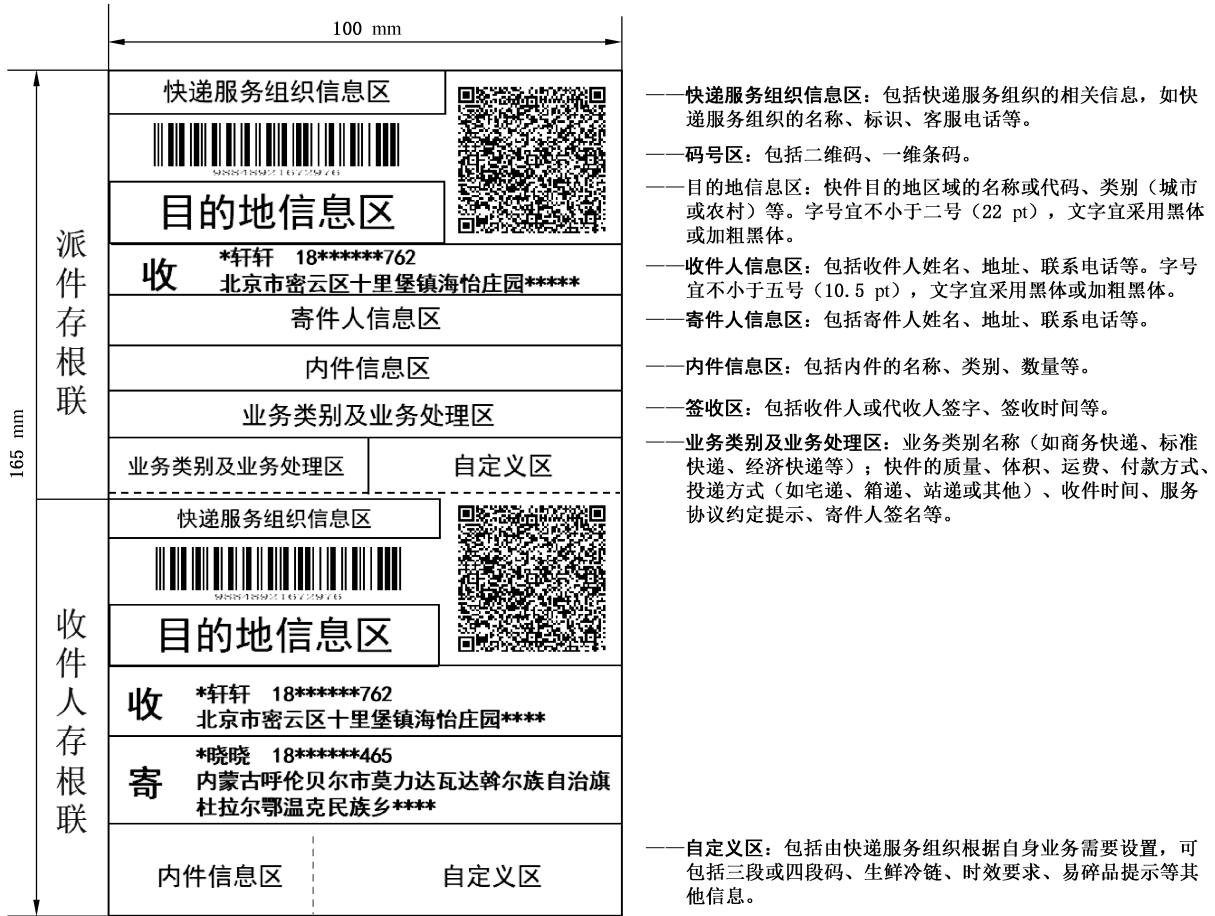 100 mm
165 mm
派件存根联
快递服务组织信息区
98848921672976
目的地信息区
收
*轩轩 18******762
北京市密云区十里堡镇海怡庄园*****
寄件人信息区
内件信息区
业务类别及业务处理区
业务类别及业务处理区
自定义区
收件人存根联
快递服务组织信息区
98848921672976
目的地信息区
收
*轩轩 18******762
北京市密云区十里堡镇海怡庄园****
寄
*晓晓 18******465
内蒙古呼伦贝尔市莫力达瓦达斡尔族自治旗
杜拉尔鄂温克民族乡****
内件信息区
自定义区
——快递服务组织信息区：包括快递服务组织的相关信息，如快
递服务组织的名称、标识、客服电话等。
——码号区：包括二维码、一维条码。
——目的地信息区：快件目的地区域的名称或代码、类别（城市
或农村）等。字号宜不小于二号（22 pt），文字宜采用黑体
或加粗黑体。
——收件人信息区：包括收件人姓名、地址、联系电话等。字号
宜不小于五号（10.5 pt），文字宜采用黑体或加粗黑体。
——寄件人信息区：包括寄件人姓名、地址、联系电话等。
——内件信息区：包括内件的名称、类别、数量等。
——签收区：包括收件人或代收人签字、签收时间等。
——业务类别及业务处理区：业务类别名称（如商务快递、标准
快递、经济快递等）；快件的质量、体积、运费、付款方式、
投递方式（如宅递、箱递、站递或其他）、收件时间、服务
协议约定提示、寄件人签名等。
——自定义区：包括由快递服务组织根据自身业务需要设置，可
包括三段或四段码、生鲜冷链、时效要求、易碎品提示等其
他信息。